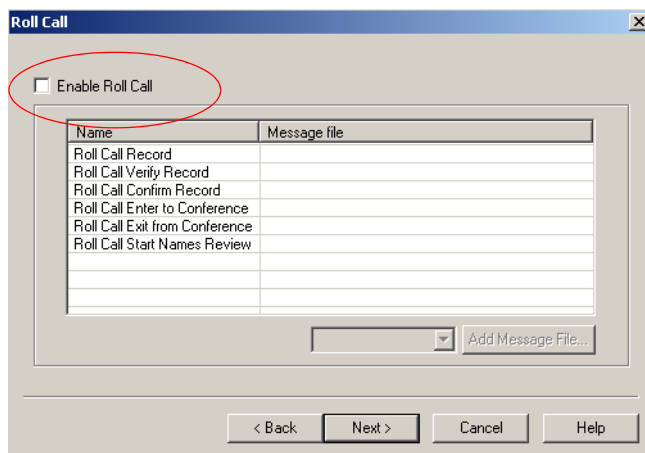 Roll Call
Enable Roll Call
Name Message file
Roll Call Record
Roll Call Verify Record
Roll Call Confirm Record
Roll Call Enter to Conference
Roll Call Exit from Conference
Roll Call Start Names Review
Add Message File...
< Back Next > Cancel Help